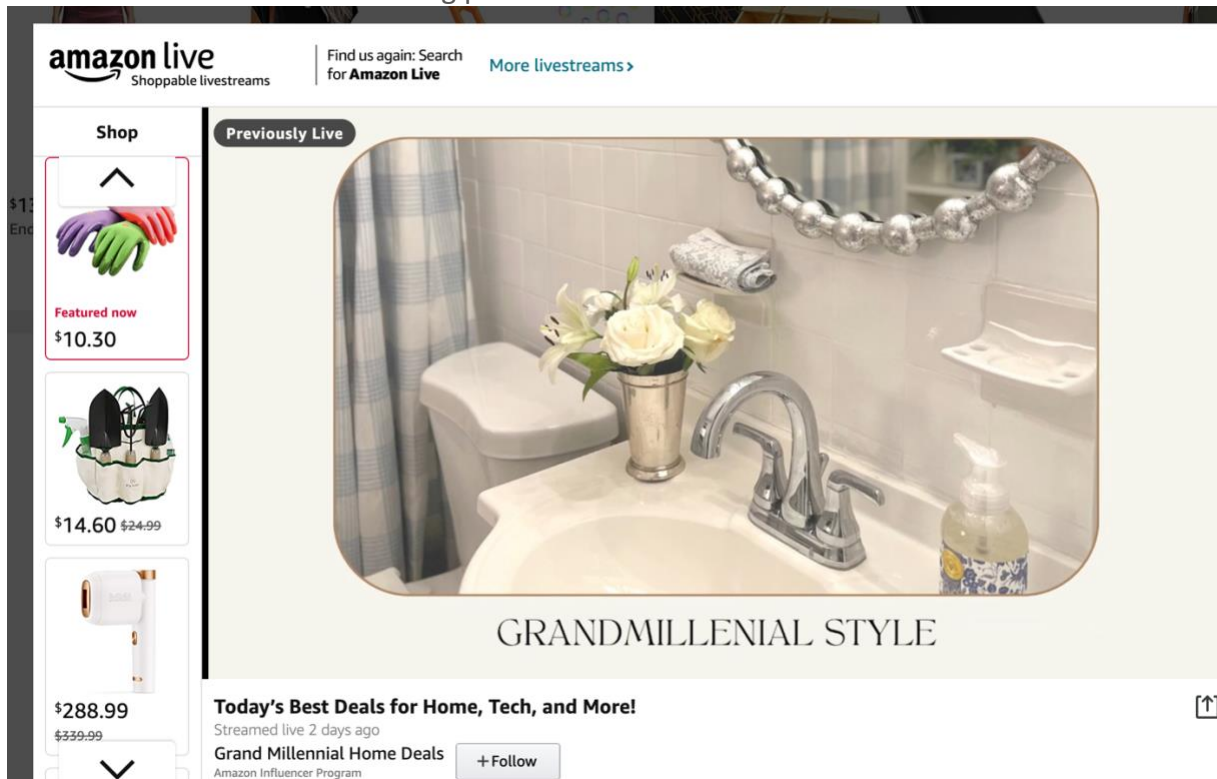 amazon live
Shoppable livestreams
Find us again: Search
for Amazon Live
More livestreams›
Shop
Previously Live
Featured now
$10.30
$14.60 $24.99
$288.99
$339.99
GRANDMILLENIAL STYLE
Today's Best Deals for Home, Tech, and More!
Streamed live 2 days ago
Grand Millennial Home Deals
+Follow
Amazon Influencer Program